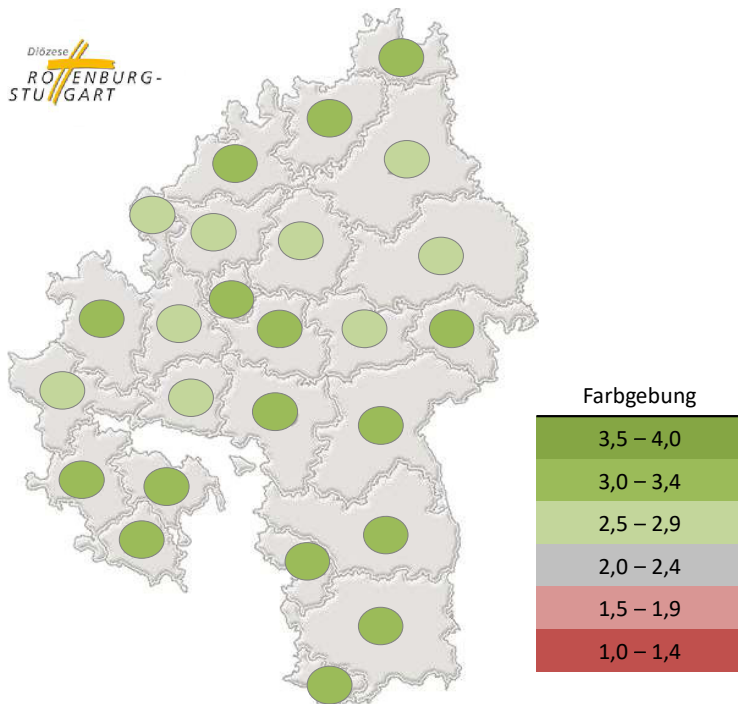 Diözese
ROTTENBURG-
STUTTGART
Farbgebung
3,5 – 4,0
3,0 – 3,4
2,5 – 2,9
2,0 – 2,4
1,5 – 1,9
1,0 – 1,4